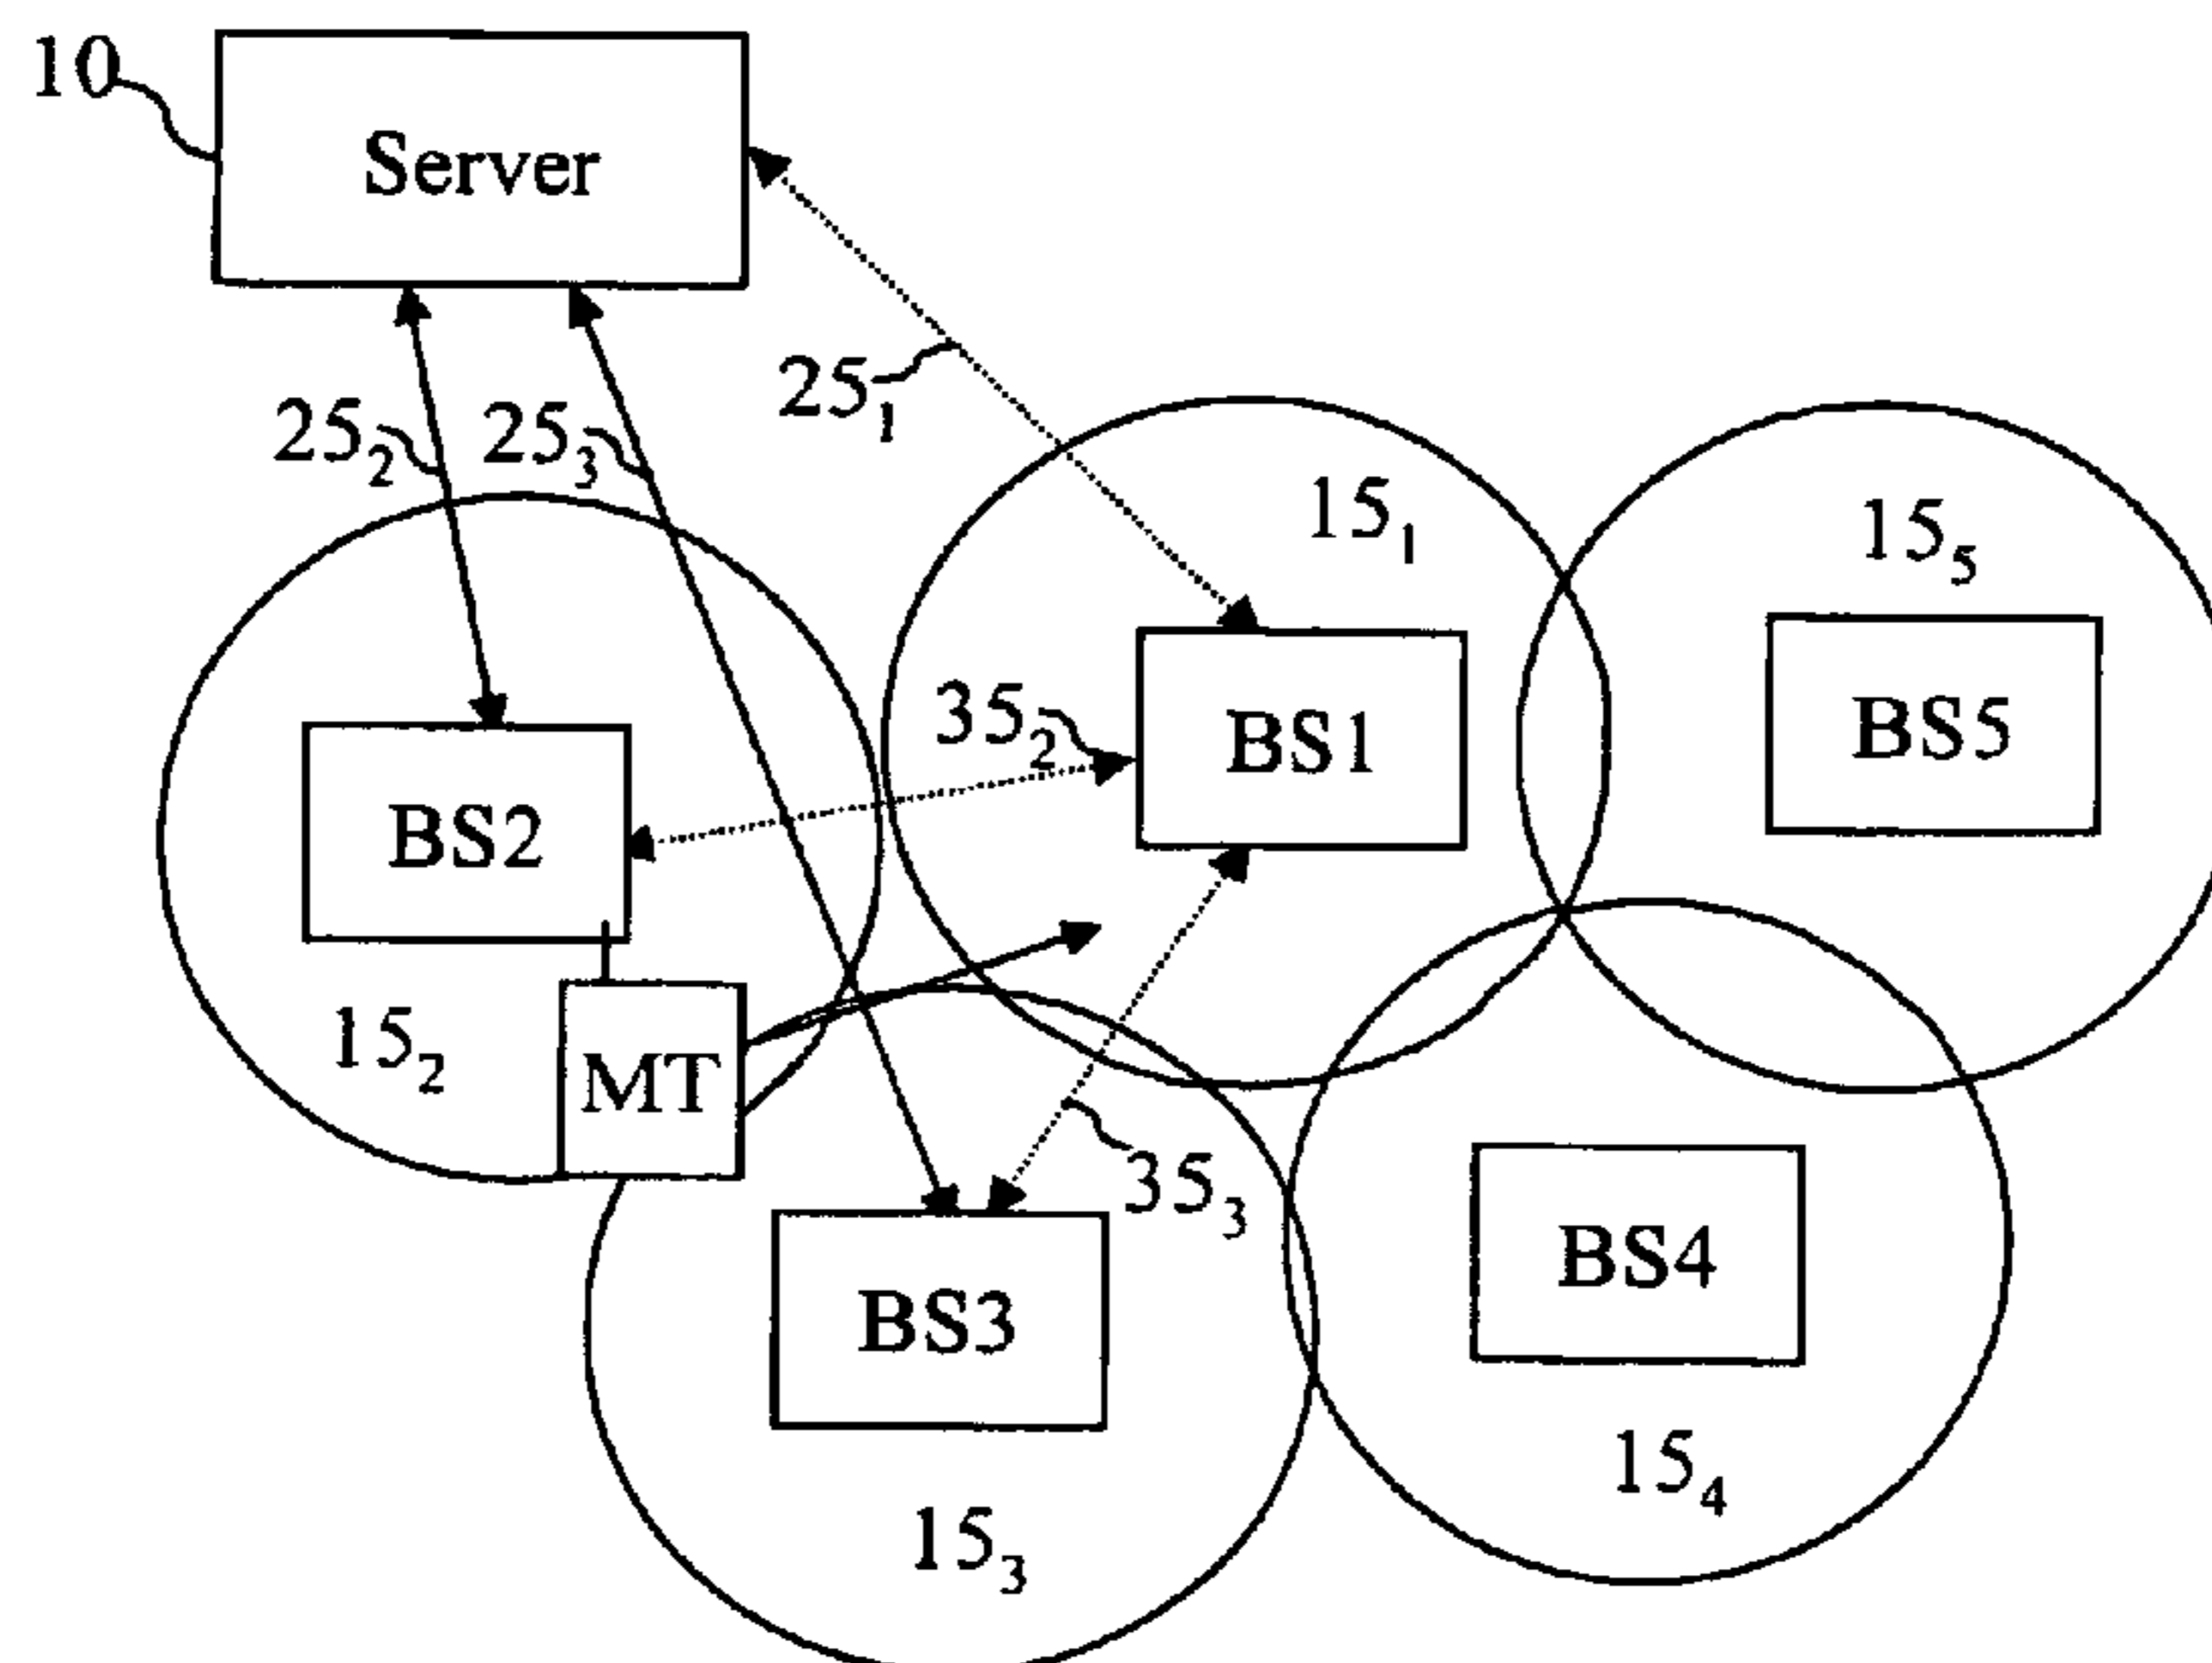 10
Server
25₁
25₂
25₃
15₁
15₅
35₂
BS1
BS5
BS2
15₂
MT
35₃
BS4
BS3
15₄
15₃